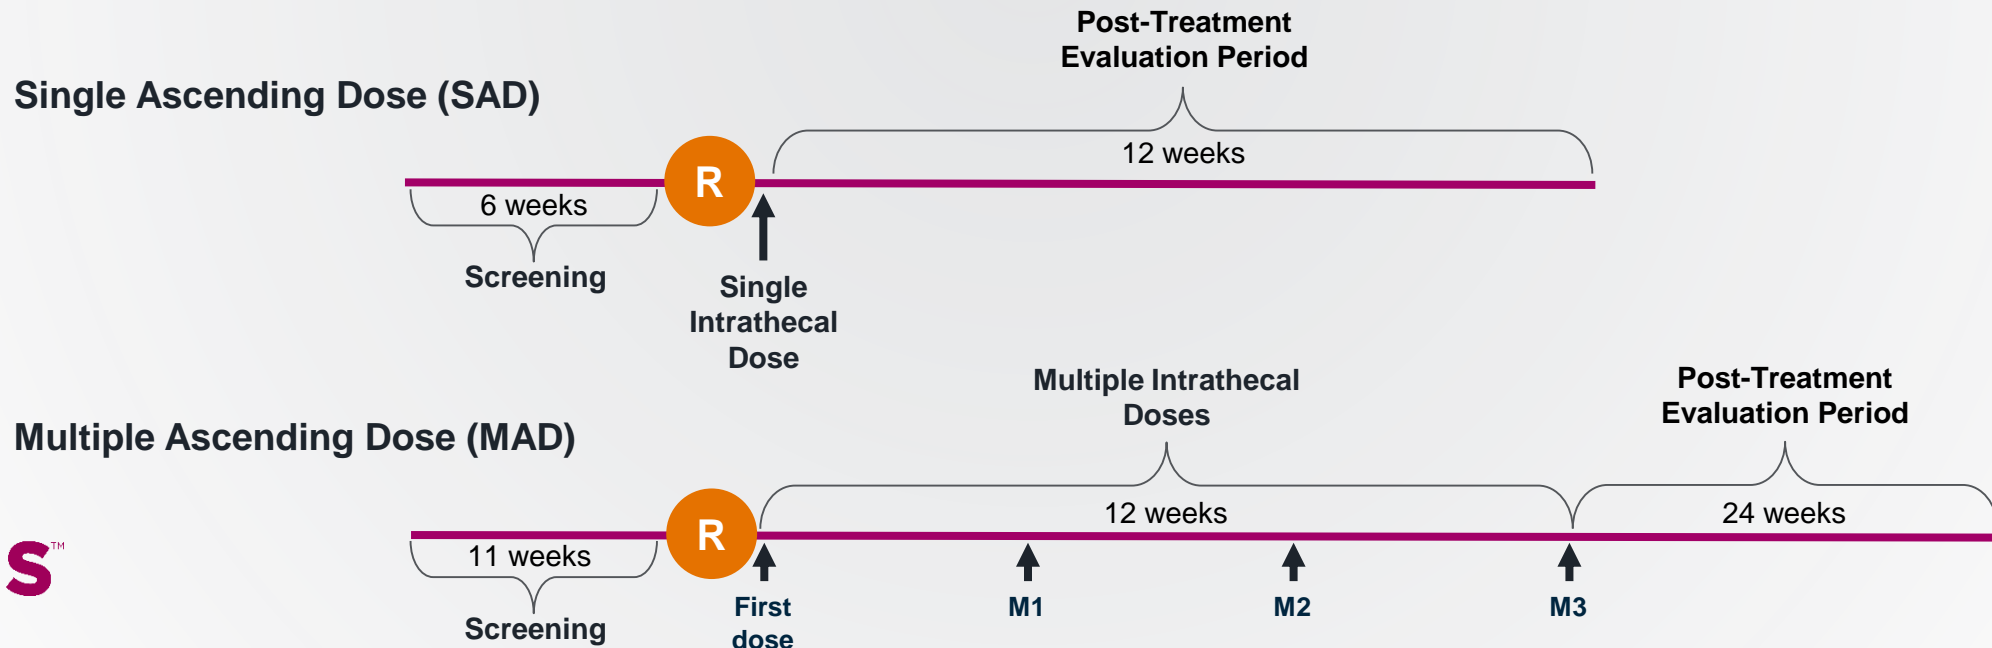 Post-Treatment
Evaluation Period
Single Ascending Dose (SAD)
12 weeks
R
6 weeks
Screening
Single
Intrathecal
Dose
Multiple Intrathecal
Doses
Post-Treatment
Evaluation Period
Multiple Ascending Dose (MAD)
12 weeks
24 weeks
R
11 weeks
S™
Screening
First
dose
M1
M2
M3